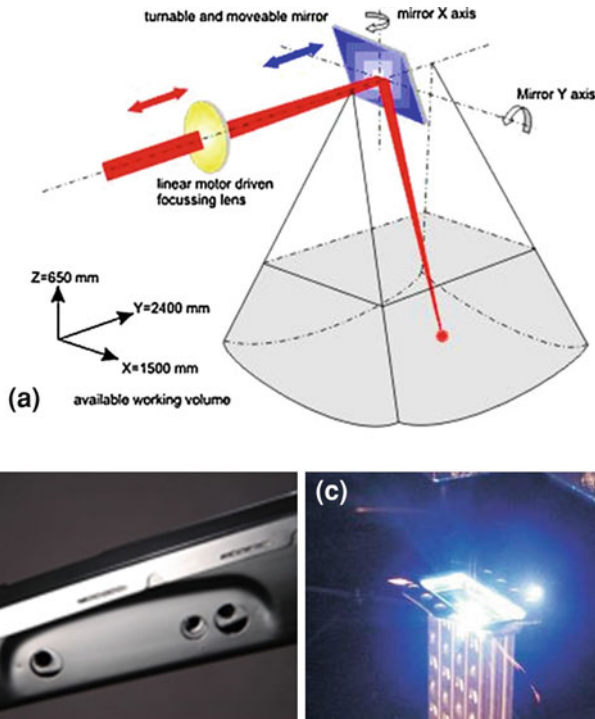 turnable and moveable mirror
mirror X axis
Mirror Y axis
linear motor driven
focussing lens
Z=650 mm
Y=2400 mm
X=1500 mm
(a)
available working volume
(c)